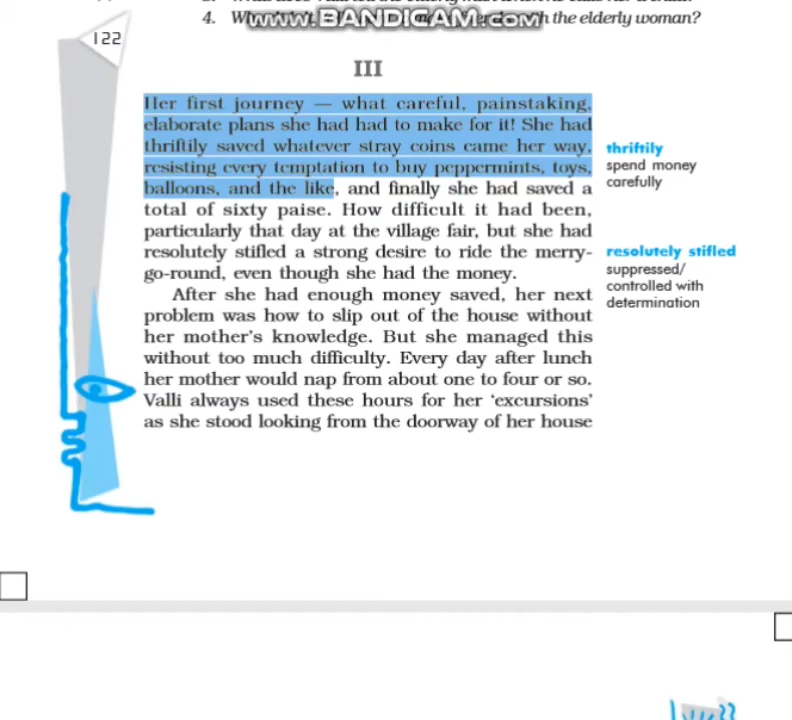 4. the elderly woman?
www.BANDICAM.com
122
III
Her first journey — what careful, painstaking,
elaborate plans she had had to make for it! She had
thriftily saved whatever stray coins came her way,
resisting every temptation to buy peppermints, toys,
balloons, and the like, and finally she had saved a
total of sixty paise. How difficult it had been,
particularly that day at the village fair, but she had
resolutely stifled a strong desire to ride the merry-
go-round, even though she had the money.
After she had enough money saved, her next
problem was how to slip out of the house without
her mother's knowledge. But she managed this
without too much difficulty. Every day after lunch
her mother would nap from about one to four or so.
Valli always used these hours for her ‘excursions’
as she stood looking from the doorway of her house
thriftily
spend money
carefully
resolutely stifled
suppressed/
controlled with
determination